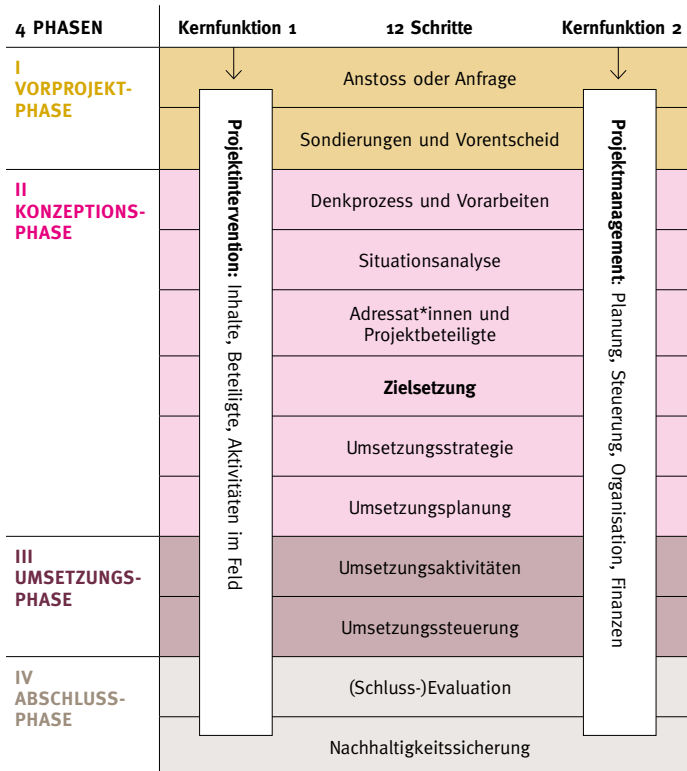 4 PHASEN
Kernfunktion 1
12 Schritte
Kernfunktion 2
I
VORPROJEKT-
PHASE
Anstoss oder Anfrage
Sondierungen und Vorentscheid
II
KONZEPTIONS-
PHASE
Denkprozess und Vorarbeiten
Situationsanalyse
Adressat*innen und
Projektbeteiligte
Zielsetzung
Umsetzungsstrategie
Umsetzungsplanung
III
UMSETZUNGS-
PHASE
Umsetzungsaktivitäten
Umsetzungssteuerung
IV
ABSCHLUSS-
PHASE
(Schluss-)Evaluation
Nachhaltigkeitssicherung
Projektintervention: Inhalte, Beteiligte, Aktivitäten im Feld
Projektmanagement: Planung, Steuerung, Organisation, Finanzen